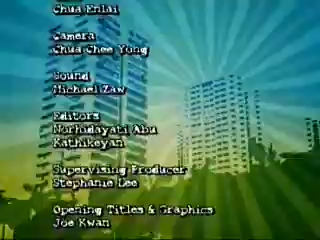 Chua Enlai
Camera
Chua Chee Yong
Sound
Michael Zaw
Editors
Norhidayati Abu
Kathikeyan
Supervising Producer
Stephanie Lee
Opening Titles & Graphics
Joe Kwan